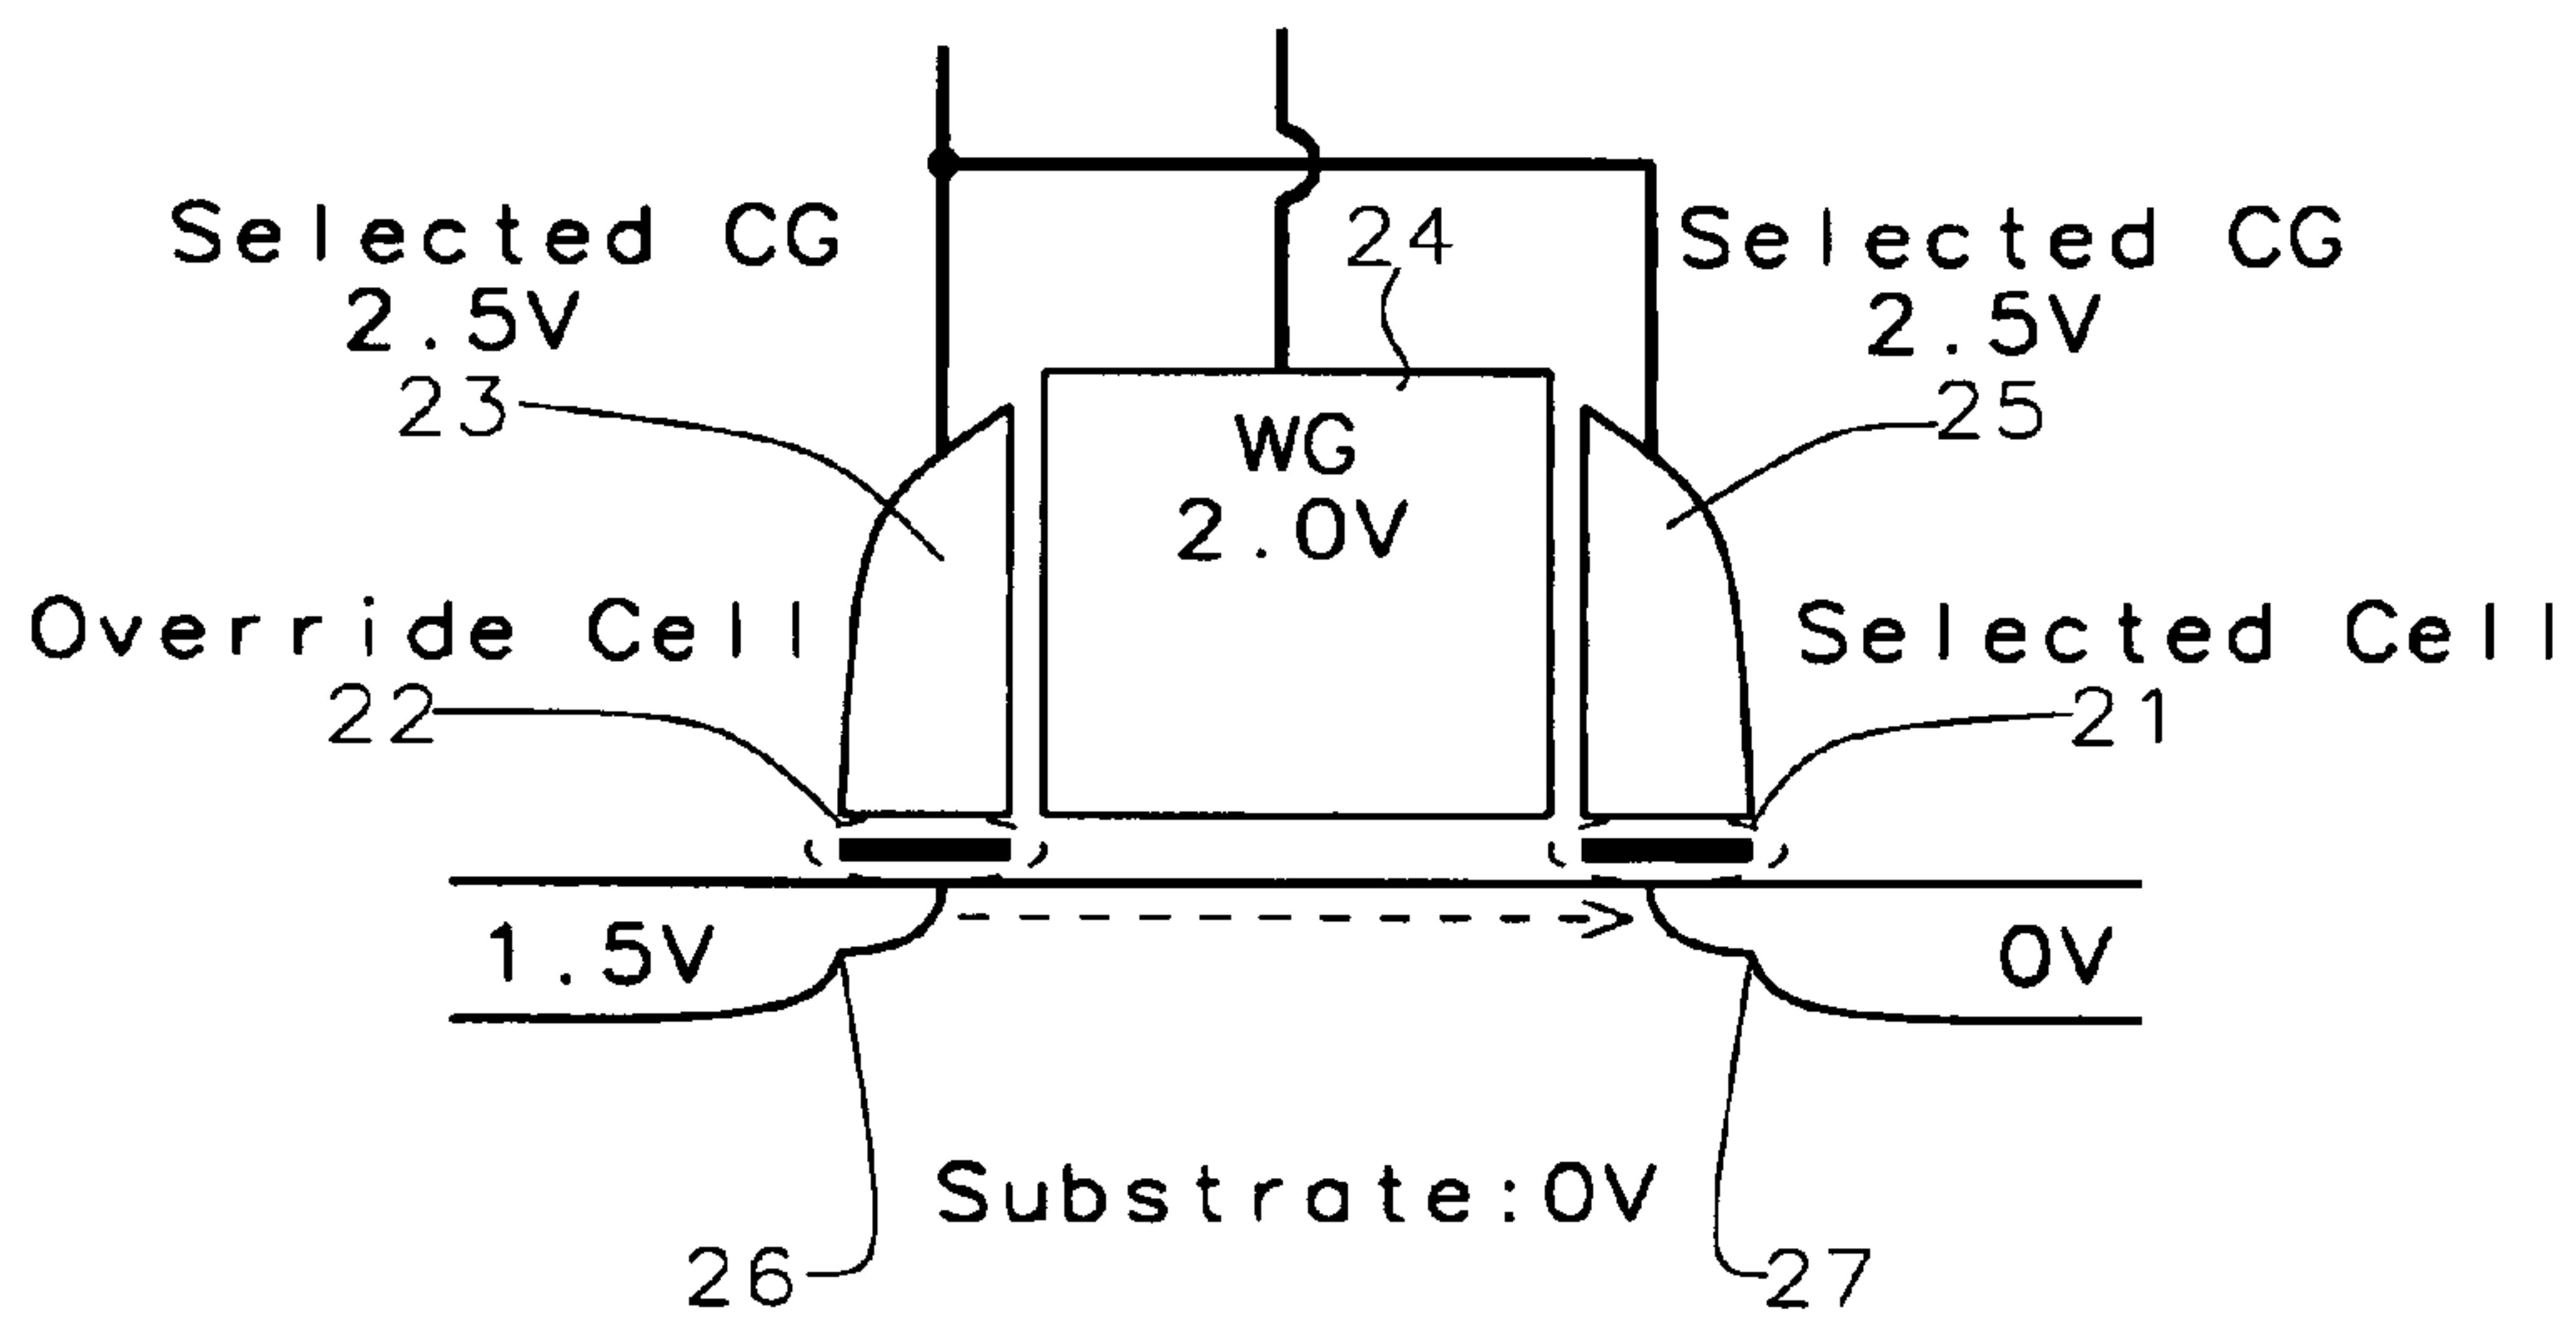 24
Selected CG
2.5V
23
Selected CG
2.5V
25
WG
2.0V
Override Cell
22
Selected Cell
21
1.5V
0V
Substrate:0V
26
27